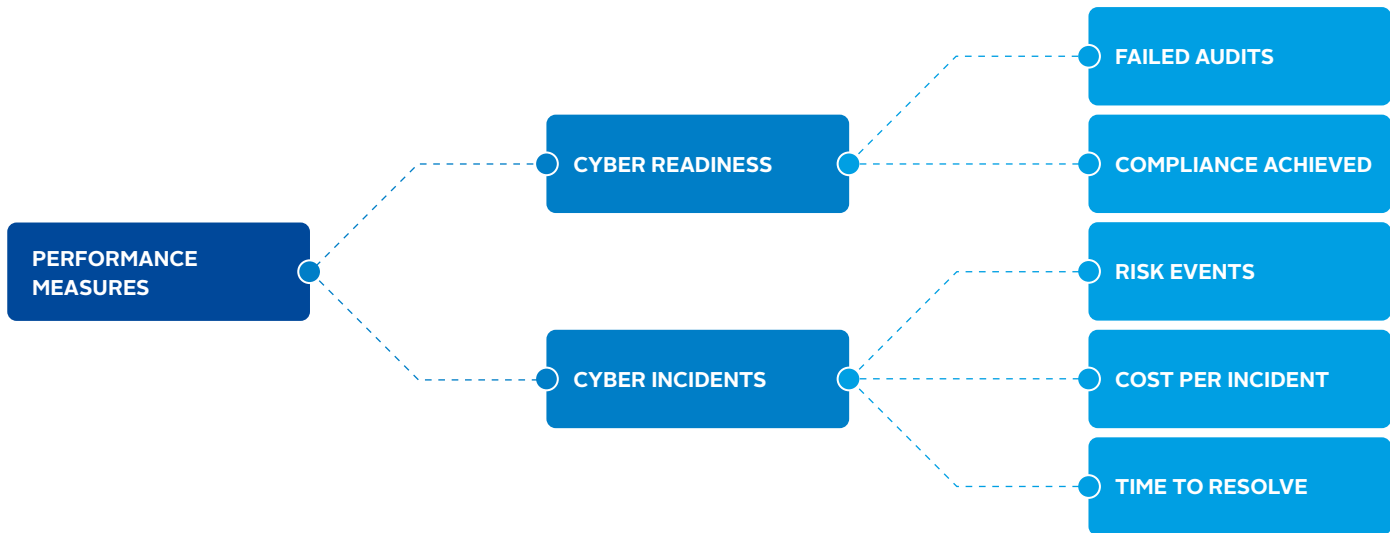 PERFORMANCE
MEASURES
CYBER READINESS
CYBER INCIDENTS
FAILED AUDITS
COMPLIANCE ACHIEVED
RISK EVENTS
COST PER INCIDENT
TIME TO RESOLVE